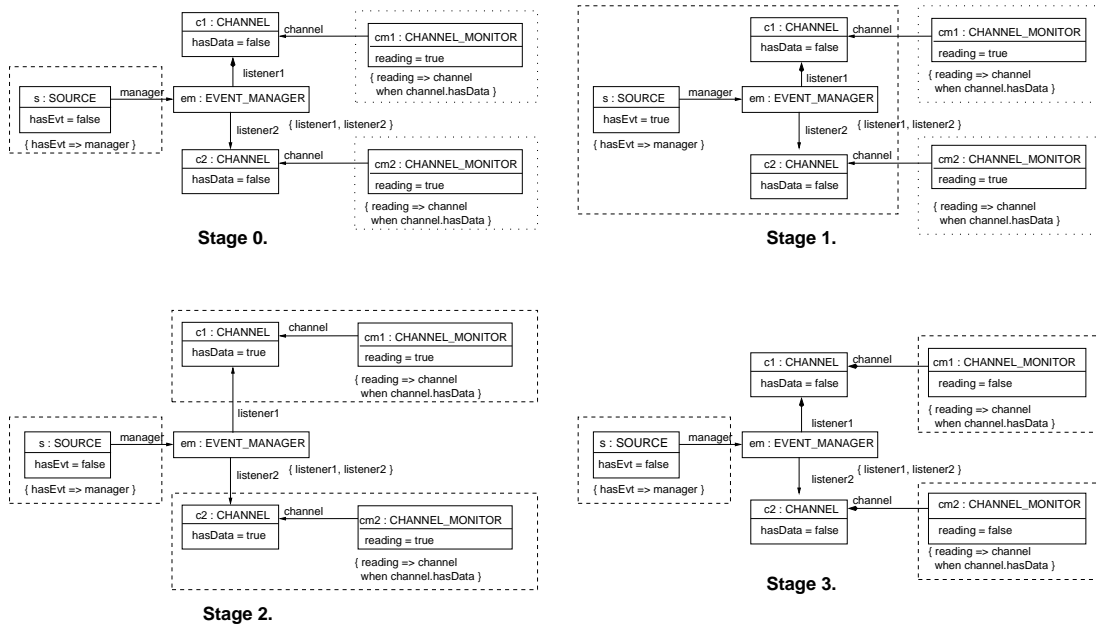 c1 : CHANNEL
hasData = false
channel
cm1 : CHANNEL_MONITOR
reading = true
{ reading => channel
when channel.hasData }
listener1
s : SOURCE
hasEvt = false
{ hasEvt => manager }
manager
em : EVENT_MANAGER
listener2
{ listener1, listener2 }
c2 : CHANNEL
hasData = false
channel
cm2 : CHANNEL_MONITOR
reading = true
{ reading => channel
when channel.hasData }
Stage 0.
c1 : CHANNEL
hasData = false
channel
cm1 : CHANNEL_MONITOR
reading = true
{ reading => channel
when channel.hasData }
listener1
s : SOURCE
hasEvt = true
{ hasEvt => manager }
manager
em : EVENT_MANAGER
listener2
{ listener1, listener2 }
c2 : CHANNEL
hasData = false
channel
cm2 : CHANNEL_MONITOR
reading = true
{ reading => channel
when channel.hasData }
Stage 1.
c1 : CHANNEL
hasData = true
channel
cm1 : CHANNEL_MONITOR
reading = true
{ reading => channel
when channel.hasData }
listener1
s : SOURCE
hasEvt = false
{ hasEvt => manager }
manager
em : EVENT_MANAGER
listener2
{ listener1, listener2 }
c2 : CHANNEL
hasData = true
channel
cm2 : CHANNEL_MONITOR
reading = true
{ reading => channel
when channel.hasData }
Stage 2.
c1 : CHANNEL
hasData = false
channel
cm1 : CHANNEL_MONITOR
reading = false
{ reading => channel
when channel.hasData }
listener1
s : SOURCE
hasEvt = false
{ hasEvt => manager }
manager
em : EVENT_MANAGER
listener2
{ listener1, listener2 }
c2 : CHANNEL
hasData = false
channel
cm2 : CHANNEL_MONITOR
reading = false
{ reading => channel
when channel.hasData }
Stage 3.